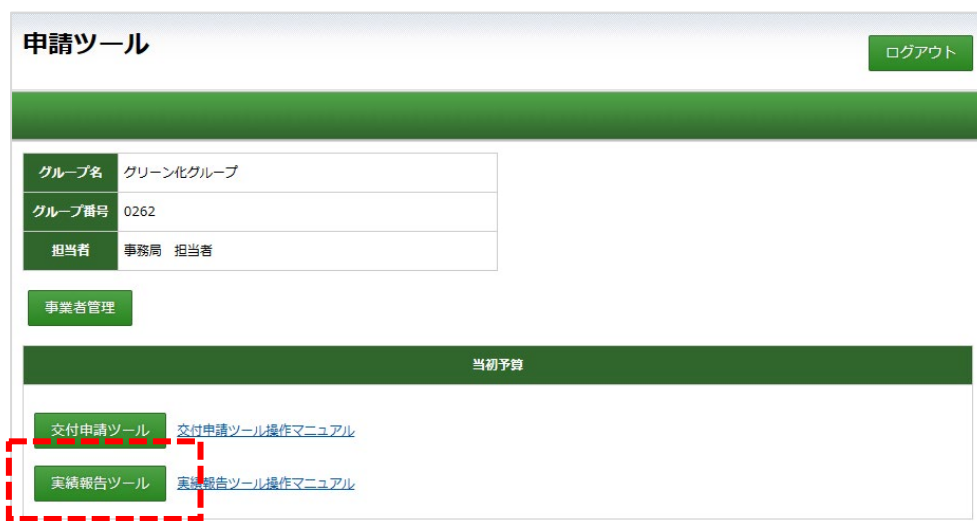 申請ツール
ログアウト
グループ名 グリーン化グループ
グループ番号 0262
担当者 事務局　担当者
事業者管理
当初予算
交付申請ツール 交付申請ツール操作マニュアル
実績報告ツール 実績報告ツール操作マニュアル